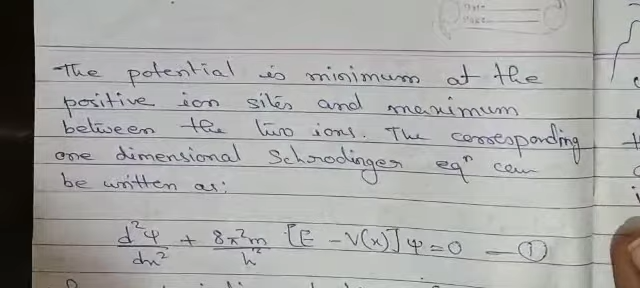 The potential is minimum at the
positive ion sites and maximum
between the two ions. The corresponding
one dimensional Schrodinger eqⁿ can
be written as:
d²ψ/dx² + 8π²m/h² [E - V(x)] ψ = 0 — ①